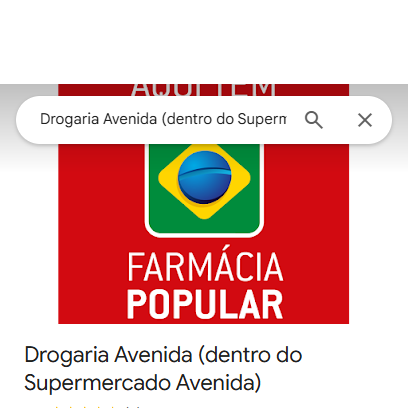 AQUI TEM
Drogaria Avenida (dentro do Superm
FARMÁCIA
POPULAR
Drogaria Avenida (dentro do
Supermercado Avenida)